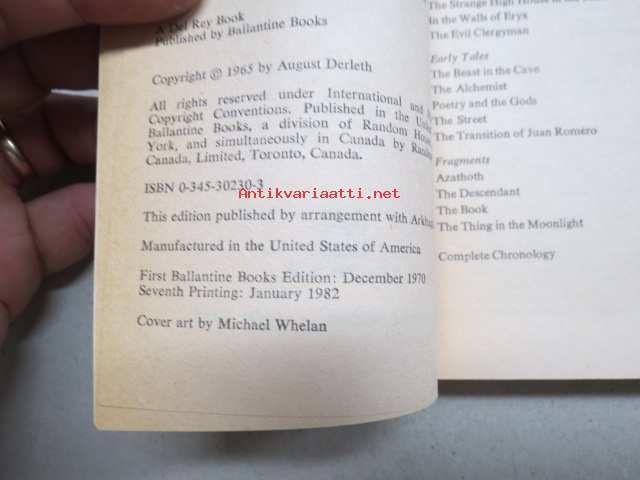 A Del Rey Book
Published by Ballantine Books
Copyright © 1965 by August Derleth
All rights reserved under International and
Copyright Conventions. Published in the
Ballantine Books, a division of Random
York, and simultaneously in Canada by
Canada, Limited, Toronto, Canada.
ISBN 0-345-30230-3
This edition published by arrangement with
Manufactured in the United States of America
First Ballantine Books Edition: December 1970
Seventh Printing: January 1982
Cover art by Michael Whelan
The Strange High House in the
In the Walls of Eryx
The Evil Clergyman
Early Tales
The Beast in the Cave
The Alchemist
Poetry and the Gods
The Street
The Transition of Juan Romero
Fragments
Azathoth
The Descendant
The Book
The Thing in the Moonlight
Complete Chronology
Antikvariaatti.net